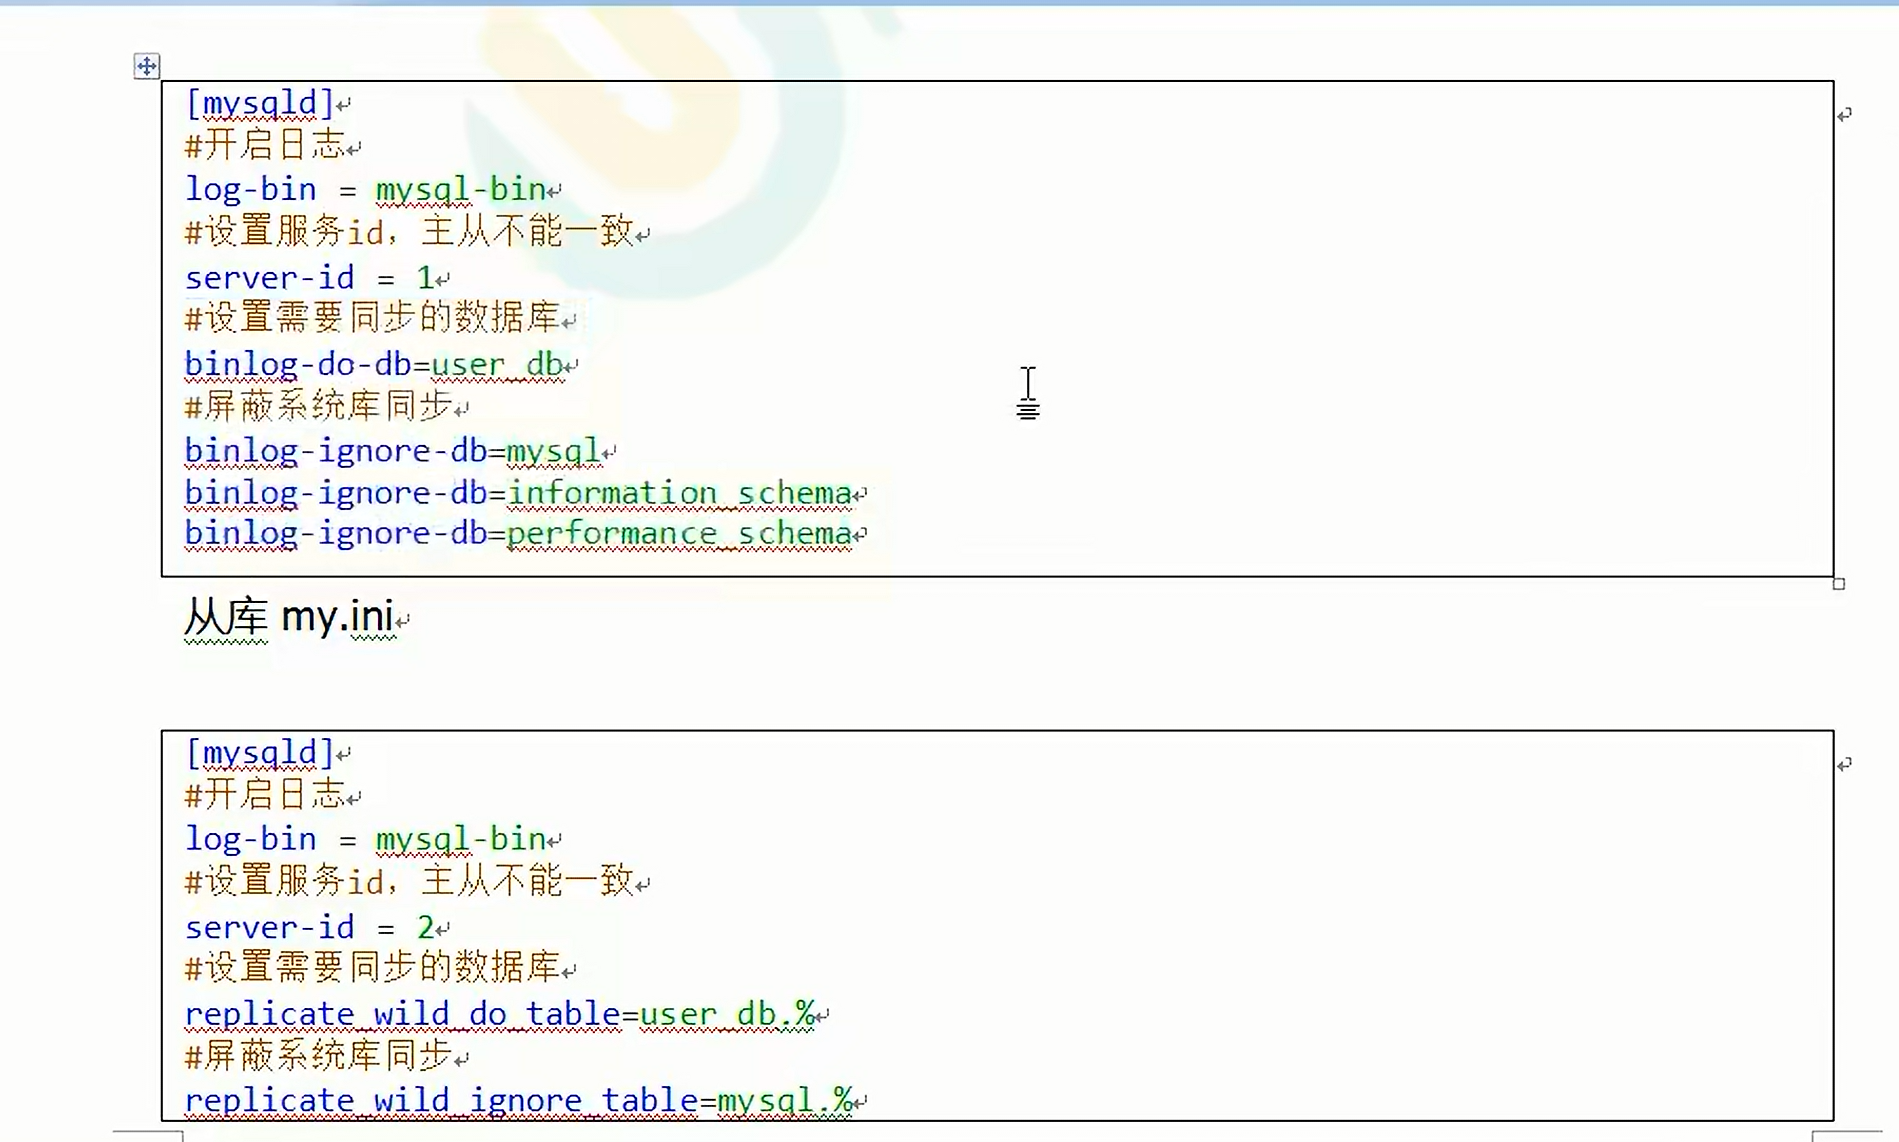 [mysqld]
#开启日志
log-bin = mysql-bin
#设置服务id，主从不能一致
server-id = 1
#设置需要同步的数据库
binlog-do-db=user_db
#屏蔽系统库同步
binlog-ignore-db=mysql
binlog-ignore-db=information_schema
binlog-ignore-db=performance_schema
从库 my.ini
[mysqld]
#开启日志
log-bin = mysql-bin
#设置服务id，主从不能一致
server-id = 2
#设置需要同步的数据库
replicate_wild_do_table=user_db.%
#屏蔽系统库同步
replicate_wild_ignore_table=mysql.%